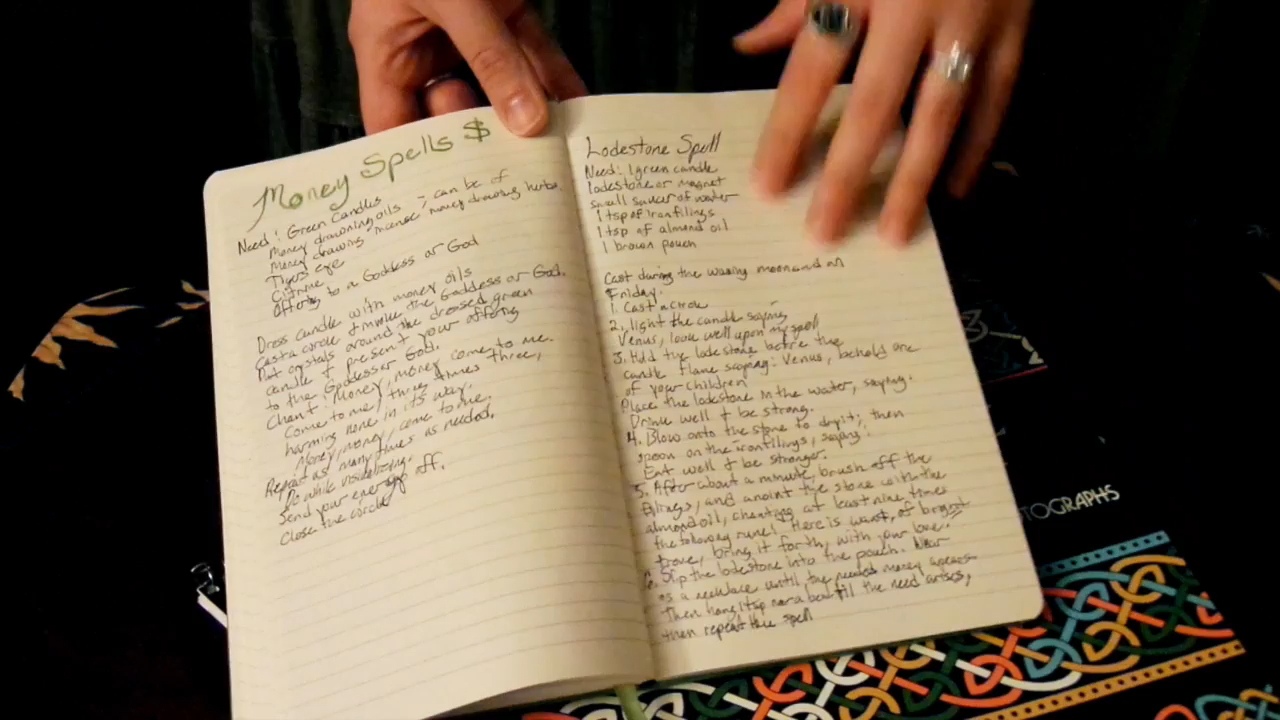 Money Spells $
Need: Green Candles
Money drawning oils - can be of
Money drawing incense money drawing herbs.
Tigers eye
Citrine
Offering to a Goddess or God
Dress candle with money oils
Cast a circle & invoke the Goddess or God.
Put crystals around the dressed green
candle & present your offering
to the Goddess or God.
Chant: Money, money come to me.
Come to me, three times three,
harming none in its way.
Money, money, come to me.
Repeat as many times as needed.
Do while visualizing.
Send your energy off.
Close the circle
Lodestone Spell
Need: 1 green candle
lodestone or magnet
small saucer of water
1 tsp of iron filings
1 tsp of almond oil
1 brown pouch
Cast during the waxing moon and on
Friday.
1. Cast a circle
2. light the candle saying
Venus, look well upon my spell
3. Hold the lodestone before the
candle flame saying: Venus, behold one
of your children
Place the lodestone in the water, saying:
Drink well & be strong.
4. Blow onto the stone to dry it; then
spoon on the iron filings, saying:
Eat well & be stronger.
5. After about a minute, brush off the
filings, and anoint the stone with the
almond oil, chanting at least nine times
the following rune: Here is want, of bright
trove, bring it forth, with your love.
6. Slip the lodestone into the pouch. Wear
as a necklace until the needed money appears.
Then hang it up near a bed till the need arises,
then repeat the spell
TOGRAPHS